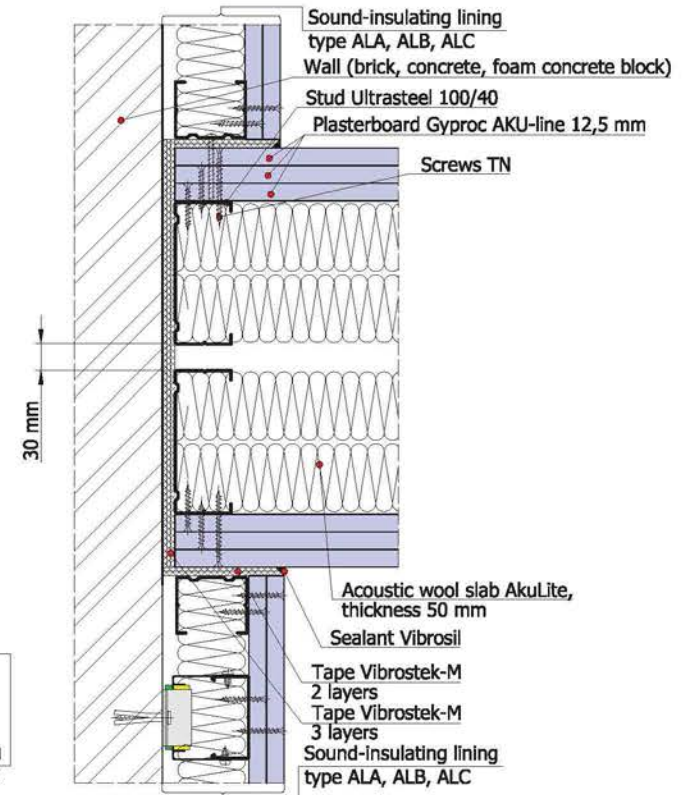 Sound-insulating lining
type ALA, ALB, ALC
Wall (brick, concrete, foam concrete block)
Stud Ultrasteel 100/40
Plasterboard Gyproc AKU-line 12,5 mm
Screws TN
30 mm
Acoustic wool slab AkuLite,
thickness 50 mm
Sealant Vibrosil
Tape Vibrostek-M
2 layers
Tape Vibrostek-M
3 layers
Sound-insulating lining
type ALA, ALB, ALC